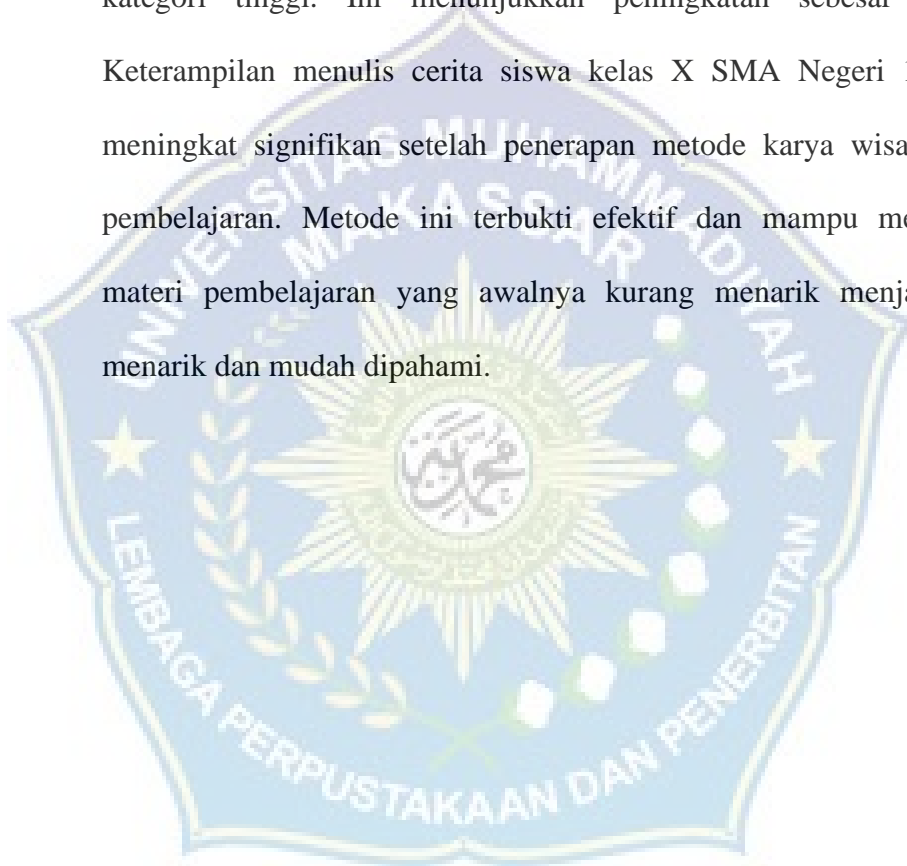 kategori tinggi. Ini menunjukkan peningkatan sebesar
Keterampilan menulis cerita siswa kelas X SMA Negeri
meningkat signifikan setelah penerapan metode karya
pembelajaran. Metode ini terbukti efektif dan mampu
materi pembelajaran yang awalnya kurang menarik
menarik dan mudah dipahami.
UNIVERSITAS MUHAMMADIYAH
MAKASSAR
LEMBAGA PERPUSTAKAAN DAN PENERBITAN